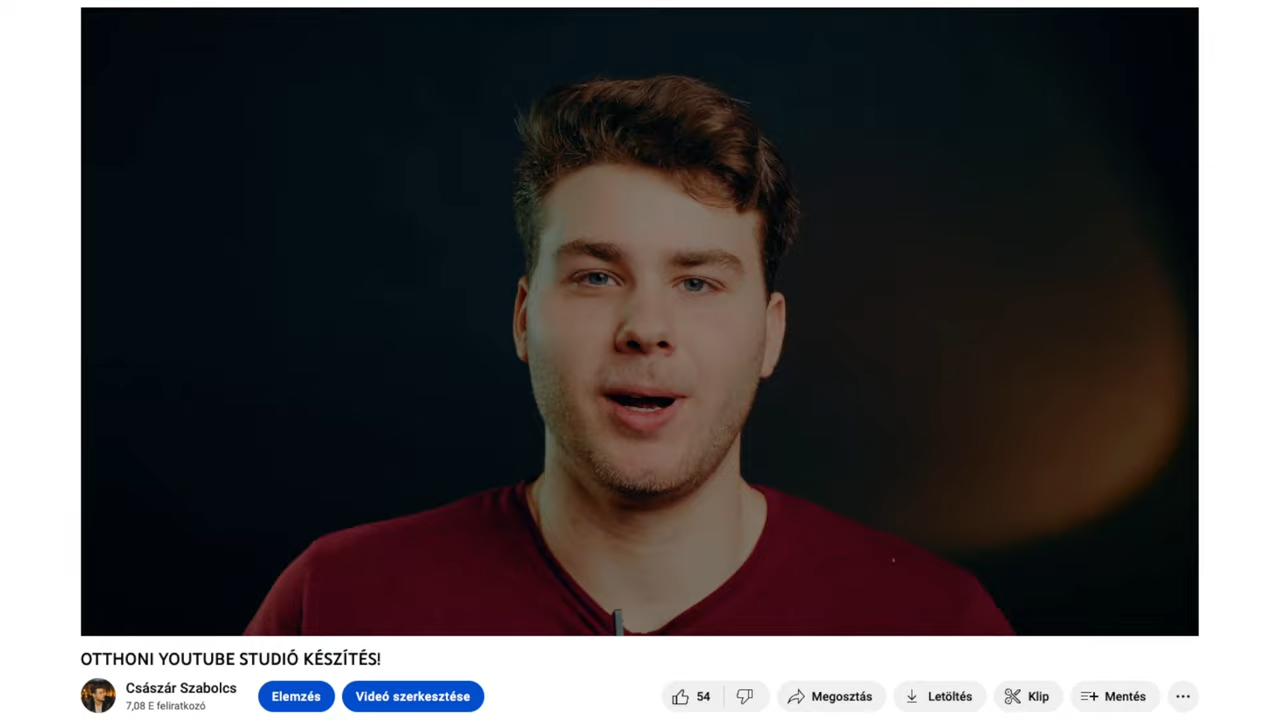 OTTHONI YOUTUBE STUDIÓ KÉSZÍTÉS!
Császár Szabolcs
7,08 E feliratkozó
Elemzés
Videó szerkesztése
54
Megosztás
Letöltés
Klip
Mentés